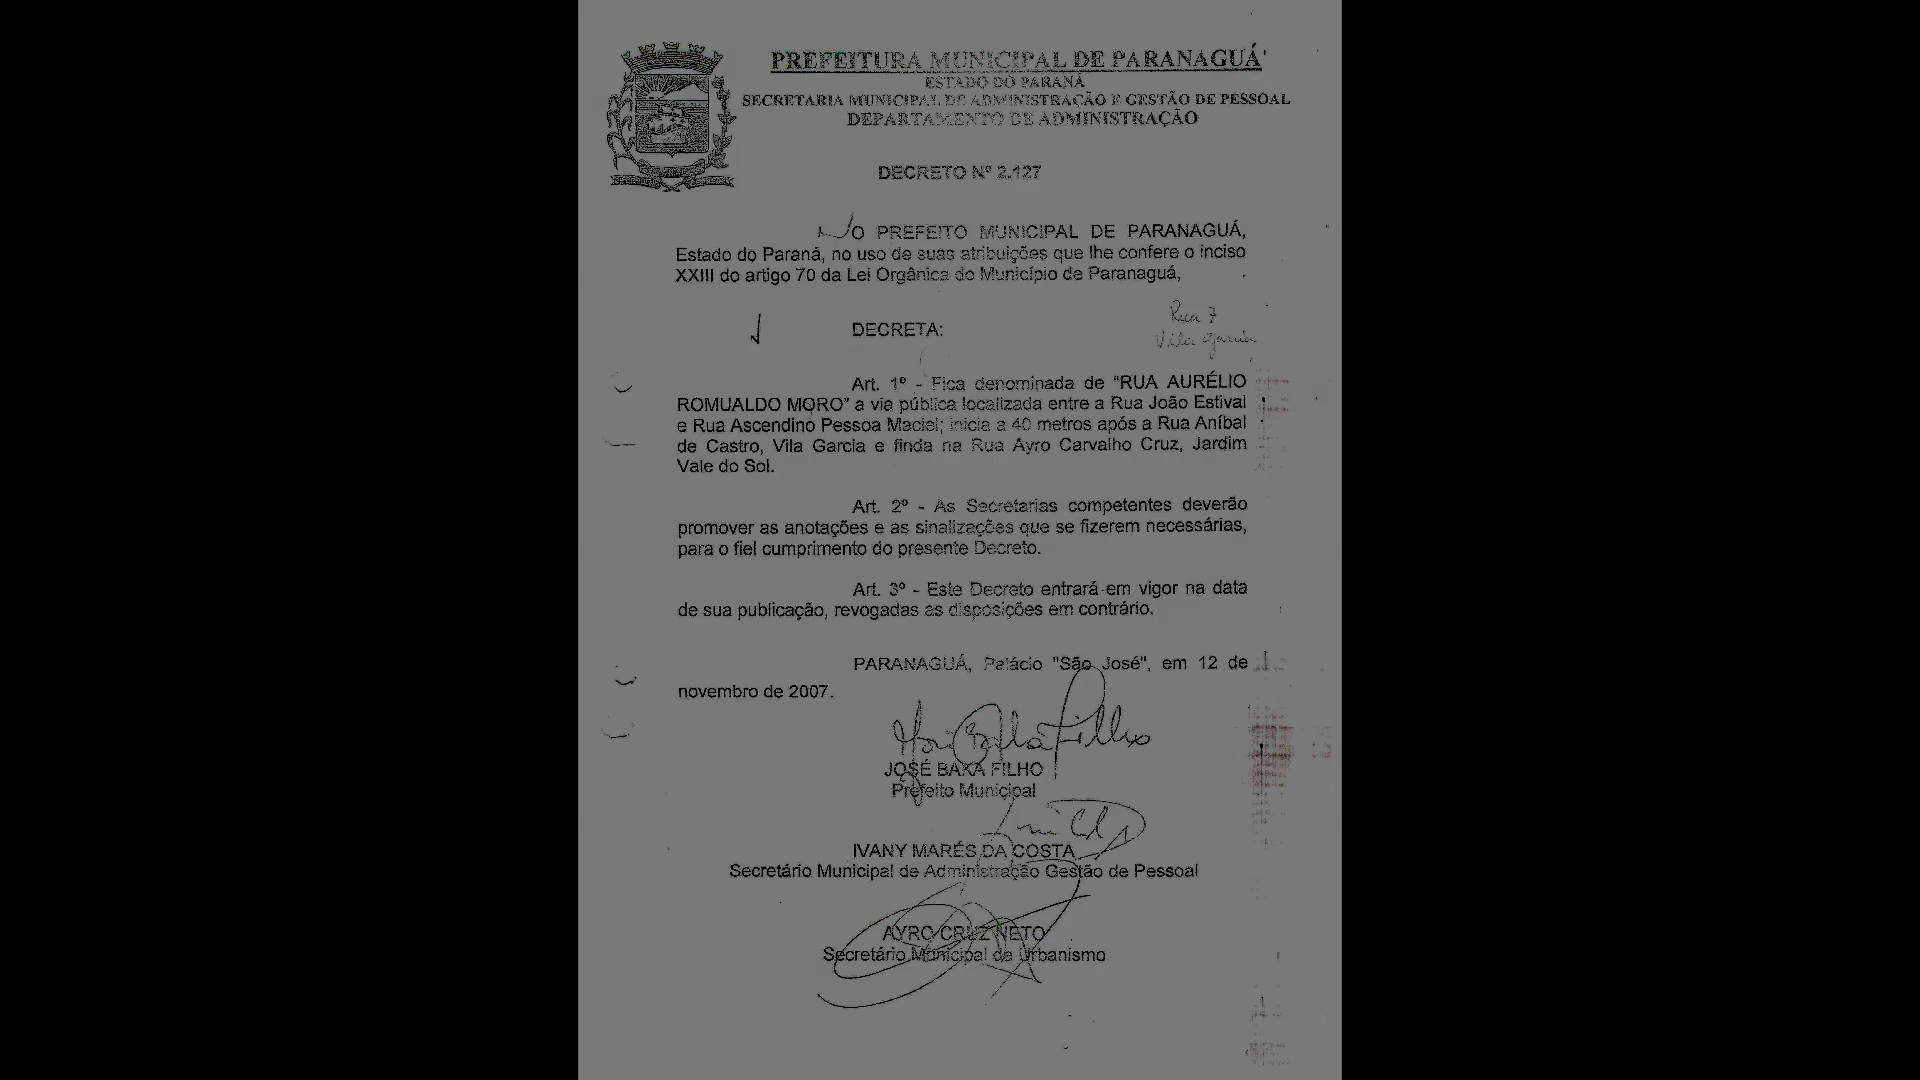 PREFEITURA MUNICIPAL DE PARANAGUÁ
ESTADO DO PARANÁ
SECRETARIA MUNICIPAL DE ADMINISTRAÇÃO E GESTÃO DE PESSOAL
DEPARTAMENTO DE ADMINISTRAÇÃO
DECRETO Nº 2.127
O PREFEITO MUNICIPAL DE PARANAGUÁ,
Estado do Paraná, no uso de suas atribuições que lhe confere o inciso
XXIII do artigo 70 da Lei Orgânica do Município de Paranaguá,
Rua 7
Vila Garcia
DECRETA:
Art. 1º - Fica denominada de "RUA AURÉLIO
ROMUALDO MORO" a via pública localizada entre a Rua João Estival
e Rua Ascendino Pessoa Maciel; inicia a 40 metros após a Rua Aníbal
de Castro, Vila Garcia e finda na Rua Ayro Carvalho Cruz, Jardim
Vale do Sol.
Art. 2º - As Secretarias competentes deverão
promover as anotações e as sinalizações que se fizerem necessárias,
para o fiel cumprimento do presente Decreto.
Art. 3º - Este Decreto entrará em vigor na data
de sua publicação, revogadas as disposições em contrário.
PARANAGUÁ, Palácio "São José", em 12 de
novembro de 2007.
JOSÉ BAKA FILHO
Prefeito Municipal
IVANY MARÉS DA COSTA
Secretário Municipal de Administração Gestão de Pessoal
AYRO CRUZ NETO
Secretário Municipal de Urbanismo